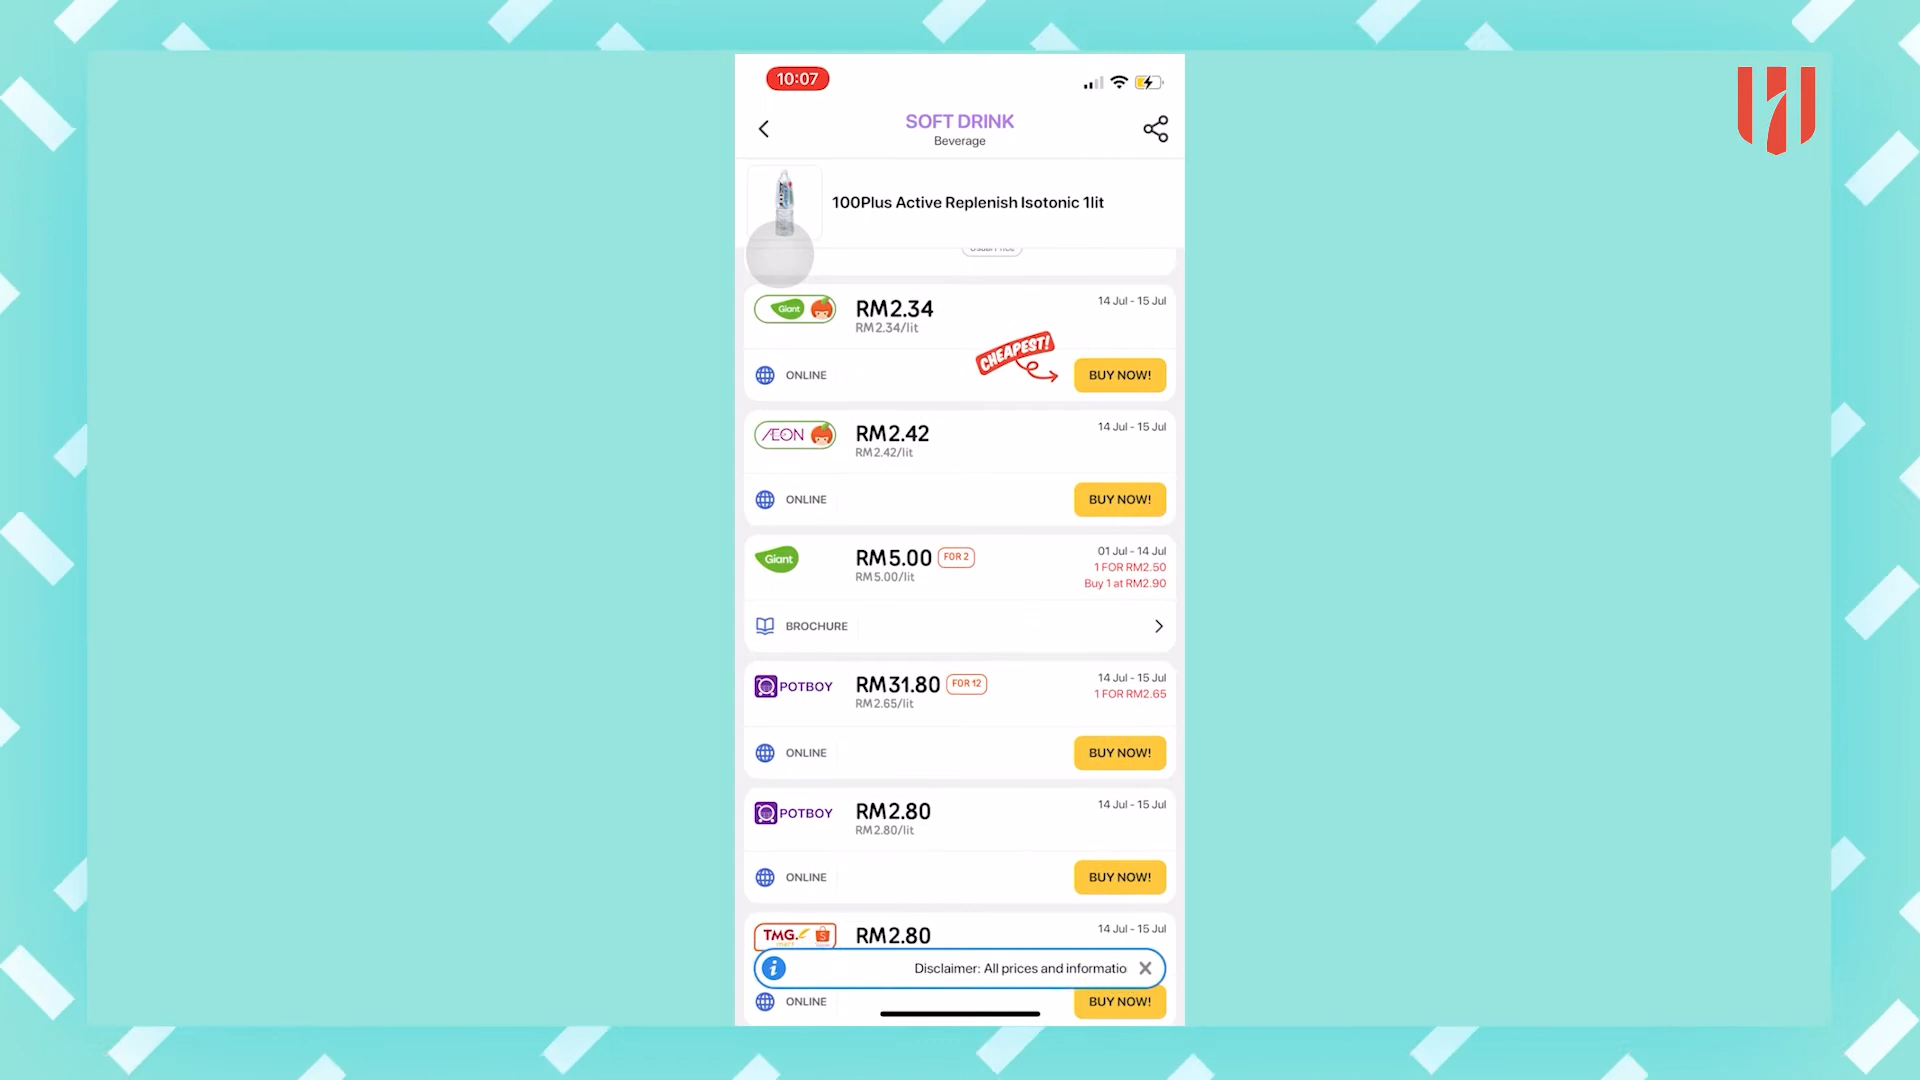 10:07
SOFT DRINK
Beverage
100Plus Active Replenish Isotonic 1lit
Usual Price
Giant
RM2.34
RM2.34/lit
14 Jul - 15 Jul
CHEAPEST!
ONLINE
BUY NOW!
ÆON
RM2.42
RM2.42/lit
14 Jul - 15 Jul
ONLINE
BUY NOW!
Giant
RM5.00 FOR 2
RM5.00/lit
01 Jul - 14 Jul
1 FOR RM2.50
Buy 1 at RM2.90
BROCHURE
POTBOY
RM31.80 FOR 12
RM2.65/lit
14 Jul - 15 Jul
1 FOR RM2.65
ONLINE
BUY NOW!
POTBOY
RM2.80
RM2.80/lit
14 Jul - 15 Jul
ONLINE
BUY NOW!
TMG.
mart
RM2.80
14 Jul - 15 Jul
Disclaimer: All prices and informatio
ONLINE
BUY NOW!